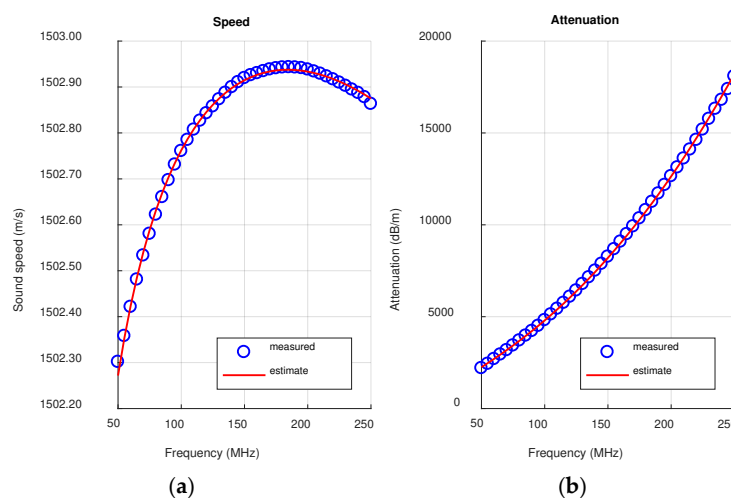 Speed
1503.00
1502.90
1502.80
1502.70
1502.60
1502.50
1502.40
1502.30
1502.20
Sound speed (m/s)
50 100 150 200 250
Frequency (MHz)
measured
estimate
(a)
Attenuation
20000
15000
10000
5000
0
Attenuation (dB/m)
50 100 150 200 250
Frequency (MHz)
measured
estimate
(b)